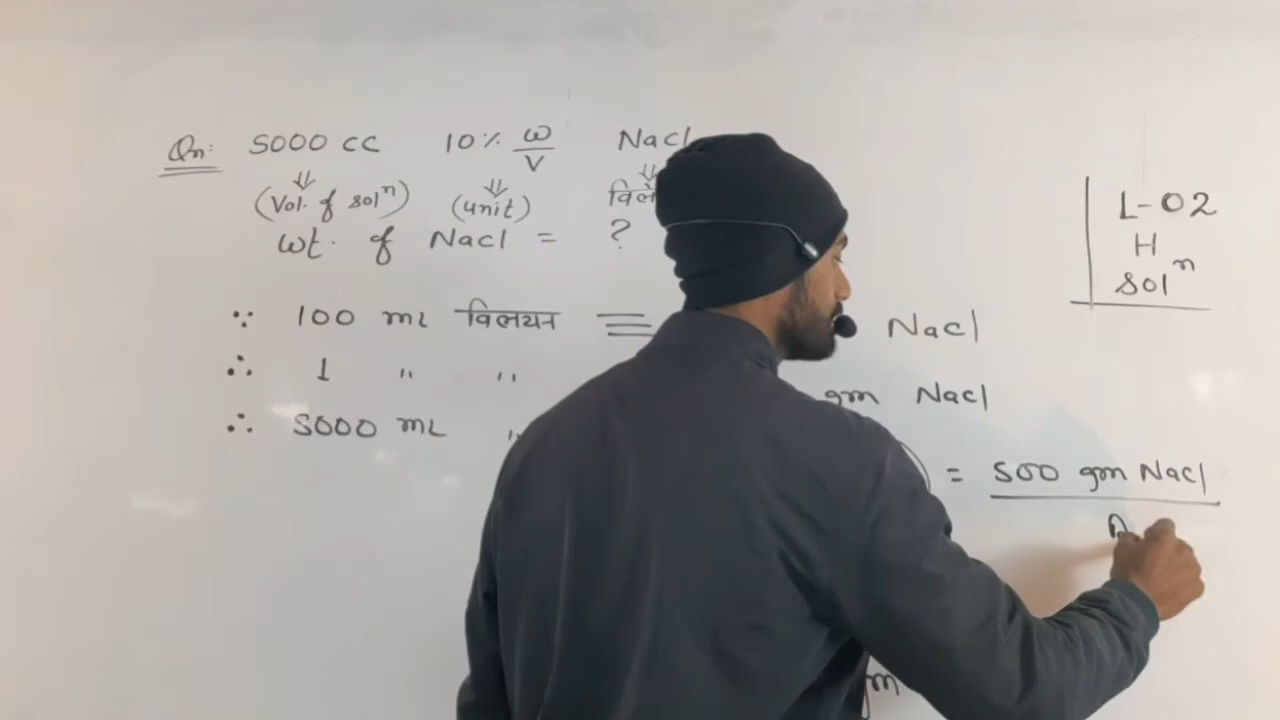 Qn: 5000 cc 10% w/v Nacl
(Vol. of solⁿ) (unit)
wt. of Nacl = ?
∵ 100 mL विलयन ≡ Nacl
∴ 1 " " gm Nacl
∴ 5000 mL " = 500 gm Nacl
L-02
H
solⁿ